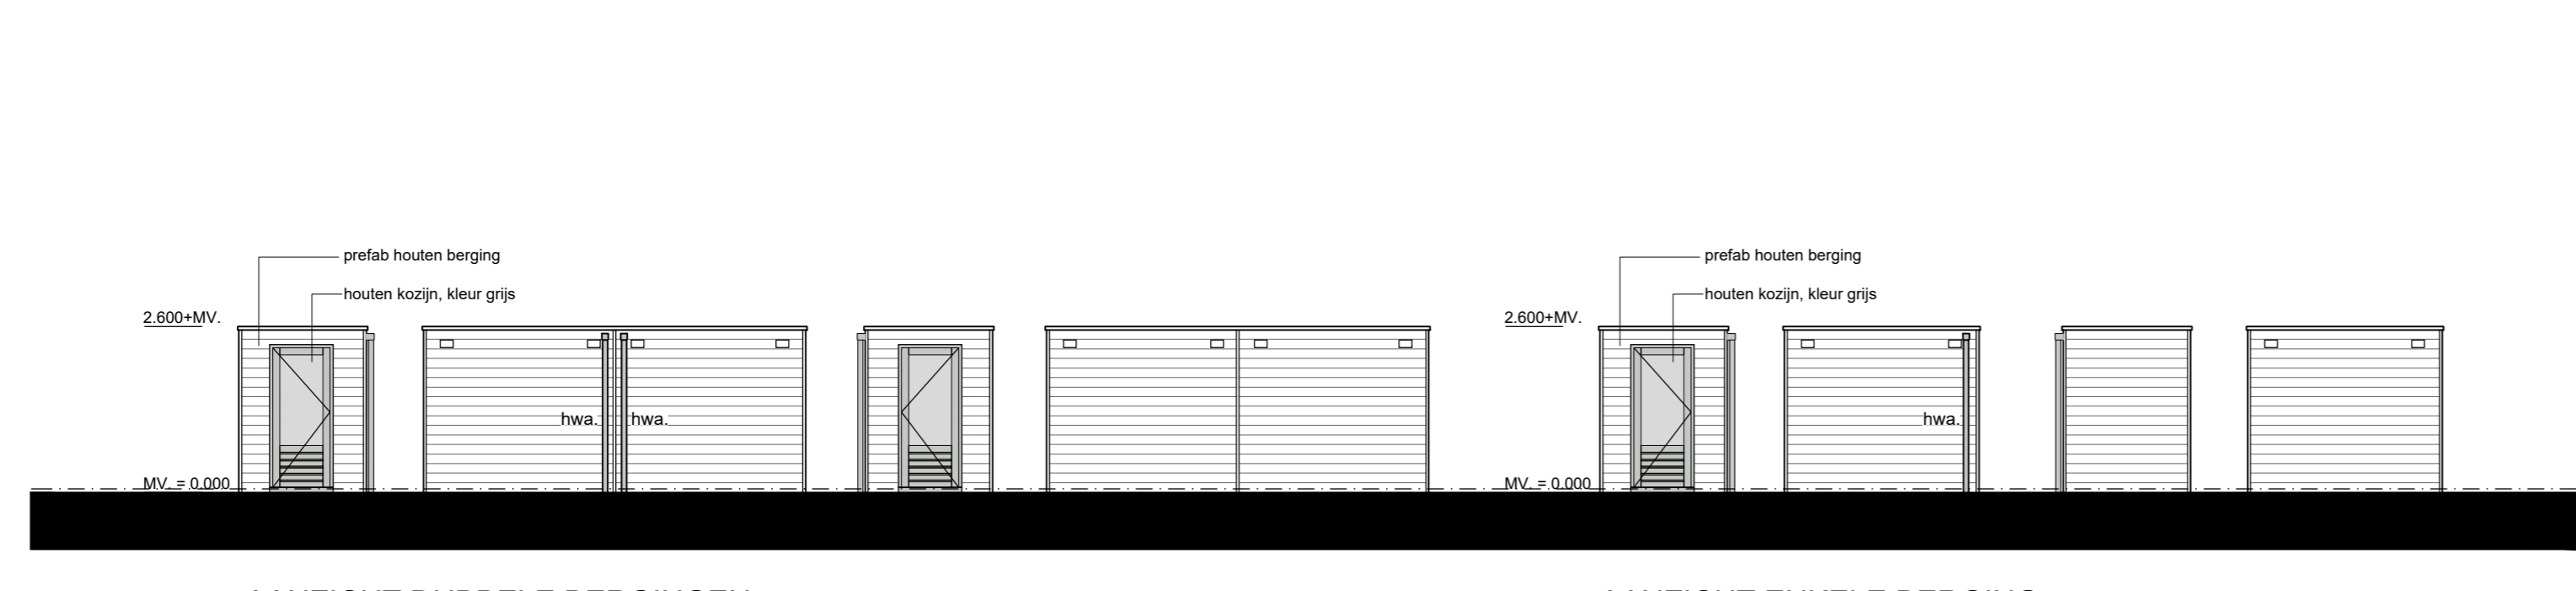 prefab houten berging
houten kozijn, kleur grijs
2.600+MV.
hwa.
hwa.
MV. = 0.000
prefab houten berging
houten kozijn, kleur grijs
2.600+MV.
hwa.
MV. = 0.000